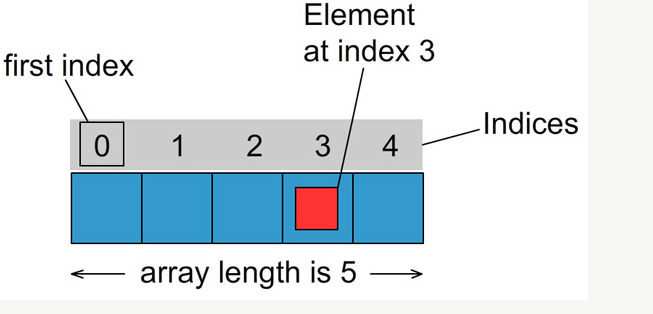 Element
at index 3
first index
Indices
0 1 2 3 4
array length is 5